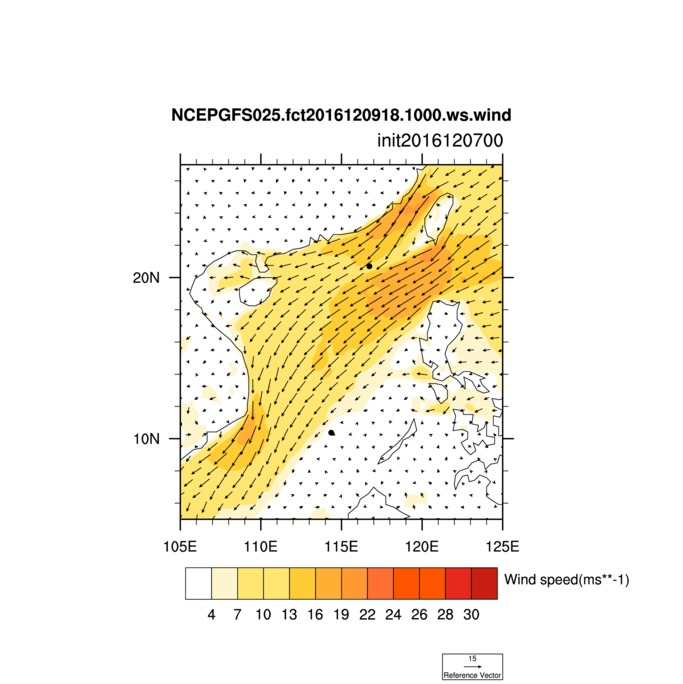 NCEPGFS025.fct2016120918.1000.ws.wind
init2016120700
20N
10N
105E 110E 115E 120E 125E
Wind speed(ms**-1)
4 7 10 13 16 19 22 24 26 28 30
15
Reference Vector